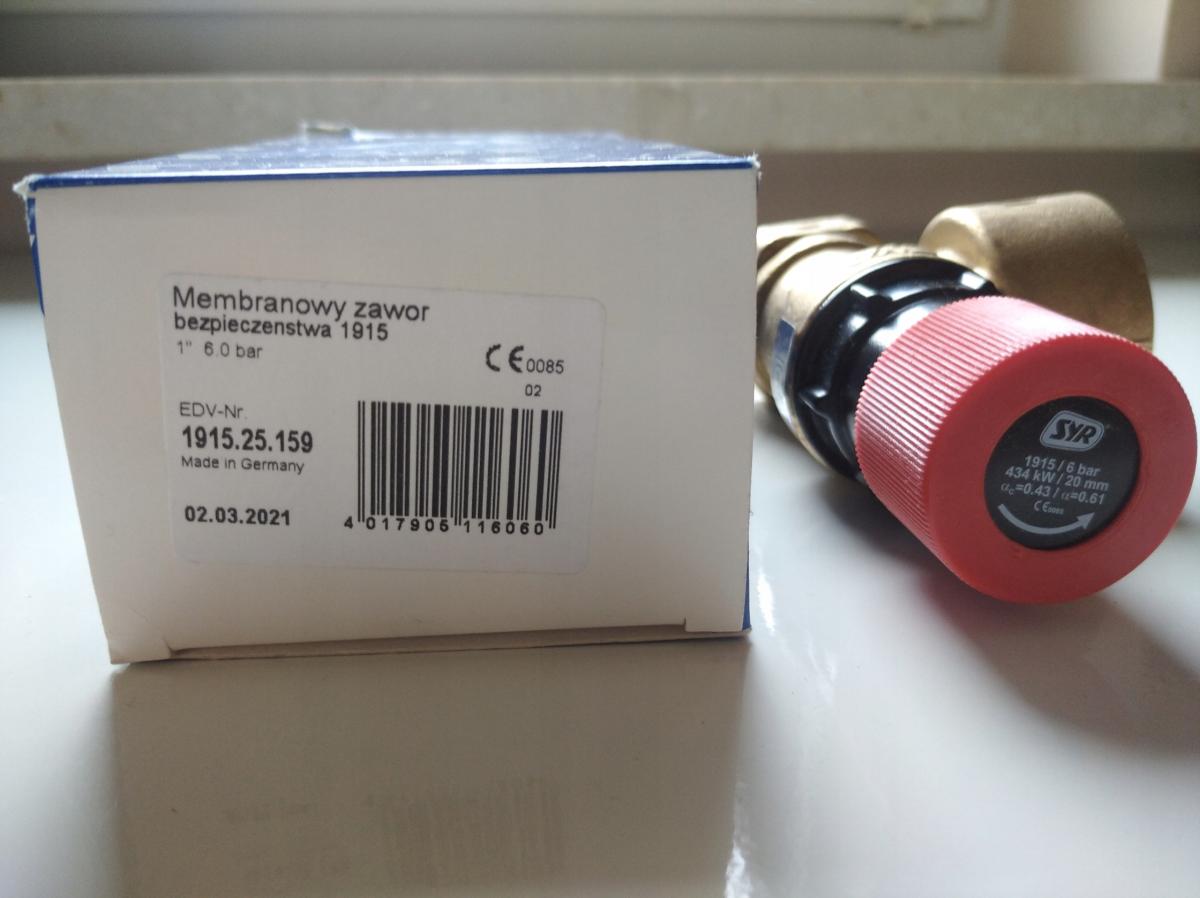 Membranowy zawor
bezpieczenstwa 1915
1" 6.0 bar
CE0085
02
EDV-Nr.
1915.25.159
Made in Germany
02.03.2021
4 017905 116060
SYR
1915 / 6 bar
434 kW / 20 mm
αc=0.43 / α=0.61
CE0085